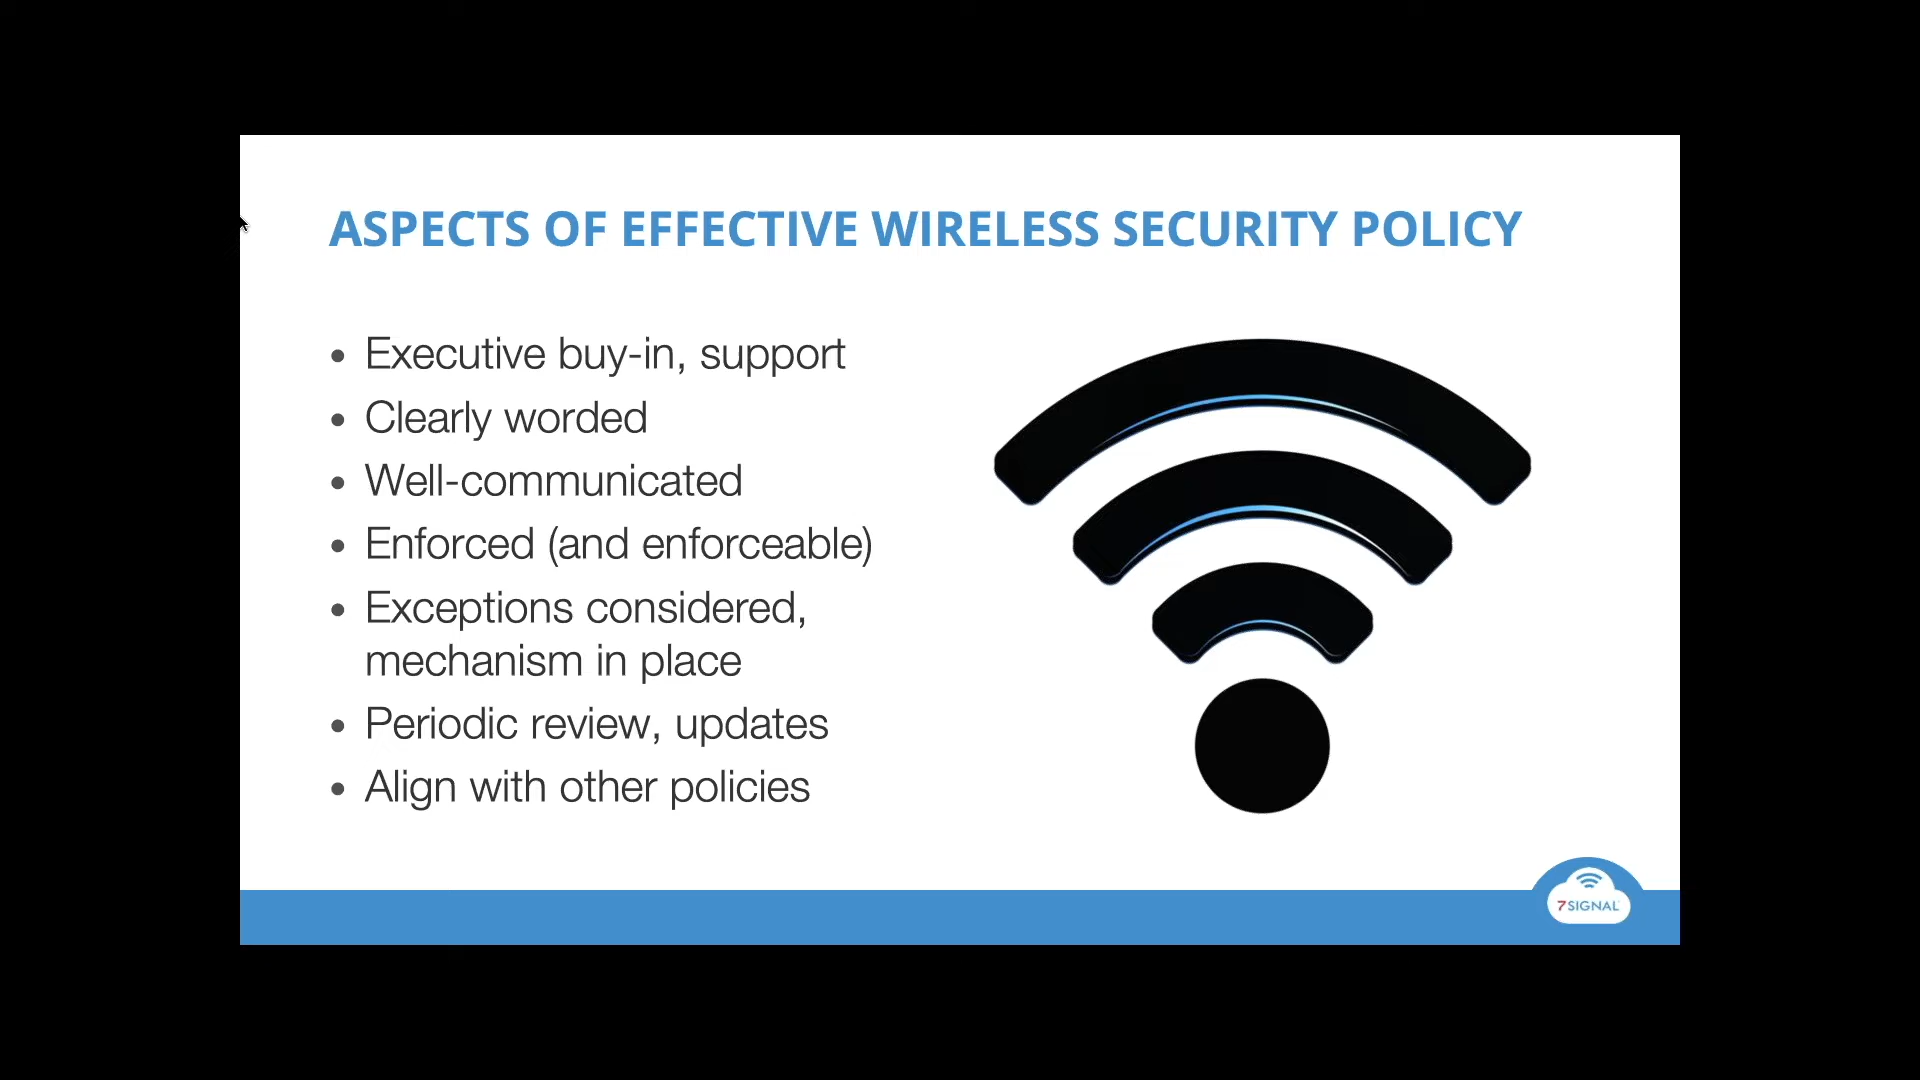 ASPECTS OF EFFECTIVE WIRELESS SECURITY POLICY
• Executive buy-in, support
• Clearly worded
• Well-communicated
• Enforced (and enforceable)
• Exceptions considered,
mechanism in place
• Periodic review, updates
• Align with other policies
7SIGNAL